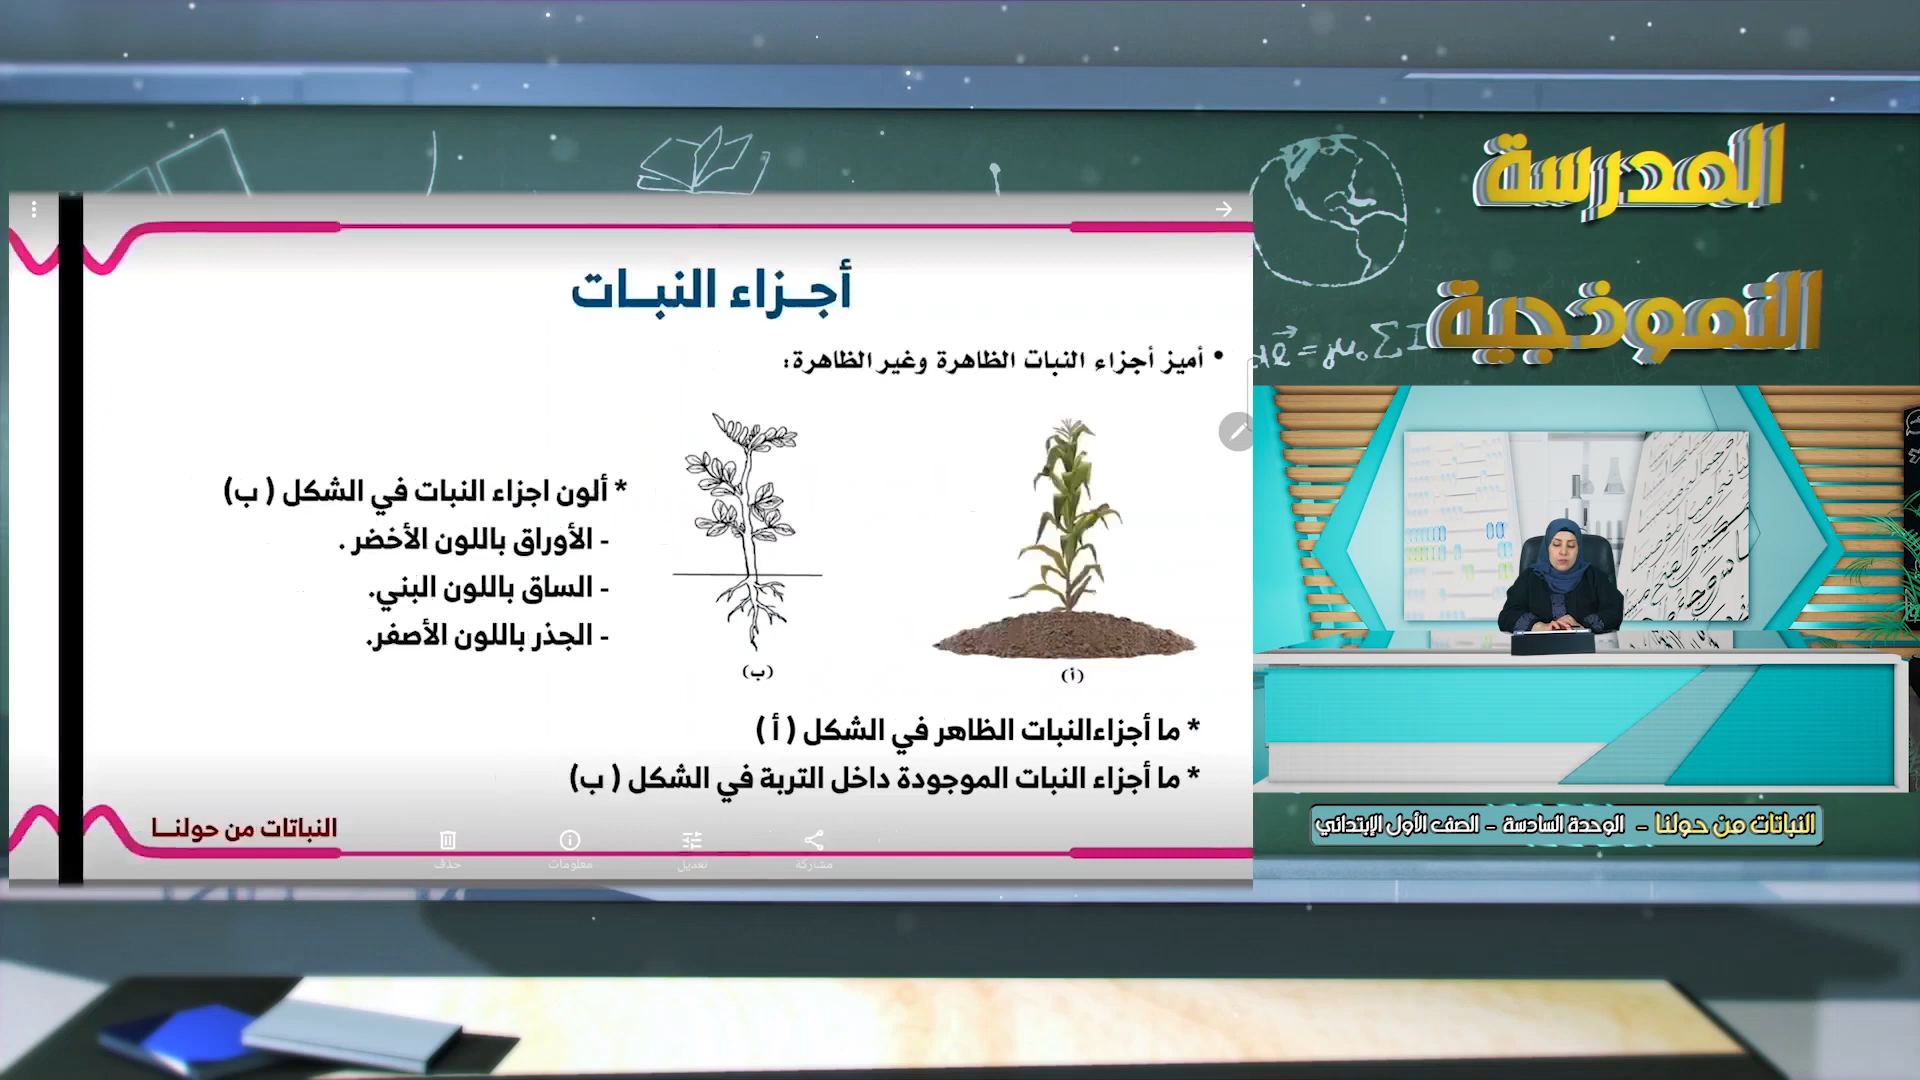 المدرسة
النموذجية
أجـزاء النبـات
• أميز أجزاء النبات الظاهرة وغير الظاهرة:
* ألون اجزاء النبات في الشكل ( ب)
- الأوراق باللون الأخضر .
- الساق باللون البني.
- الجذر باللون الأصفر.
(أ)
(ب)
* ما أجزاءالنبات الظاهر في الشكل ( أ )
* ما أجزاء النبات الموجودة داخل التربة في الشكل ( ب)
النباتات من حولنـا
مشاركة
تعديل
معلومات
حذف
النباتات من حولنا - الوحدة السادسة - الصف الأول الإبتدائي